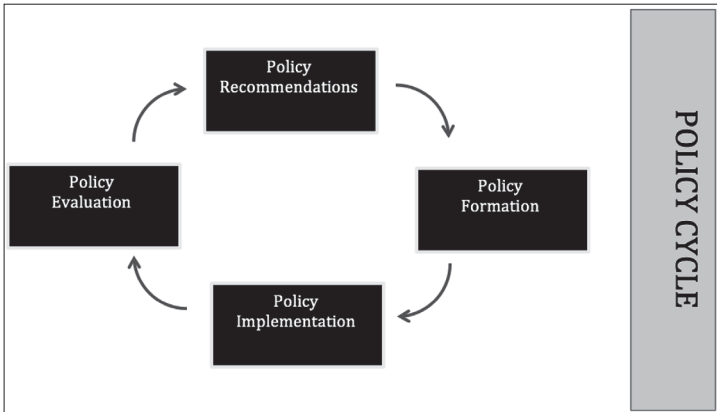 Policy
Recommendations
Policy
Evaluation
Policy
Formation
Policy
Implementation
POLICY CYCLE